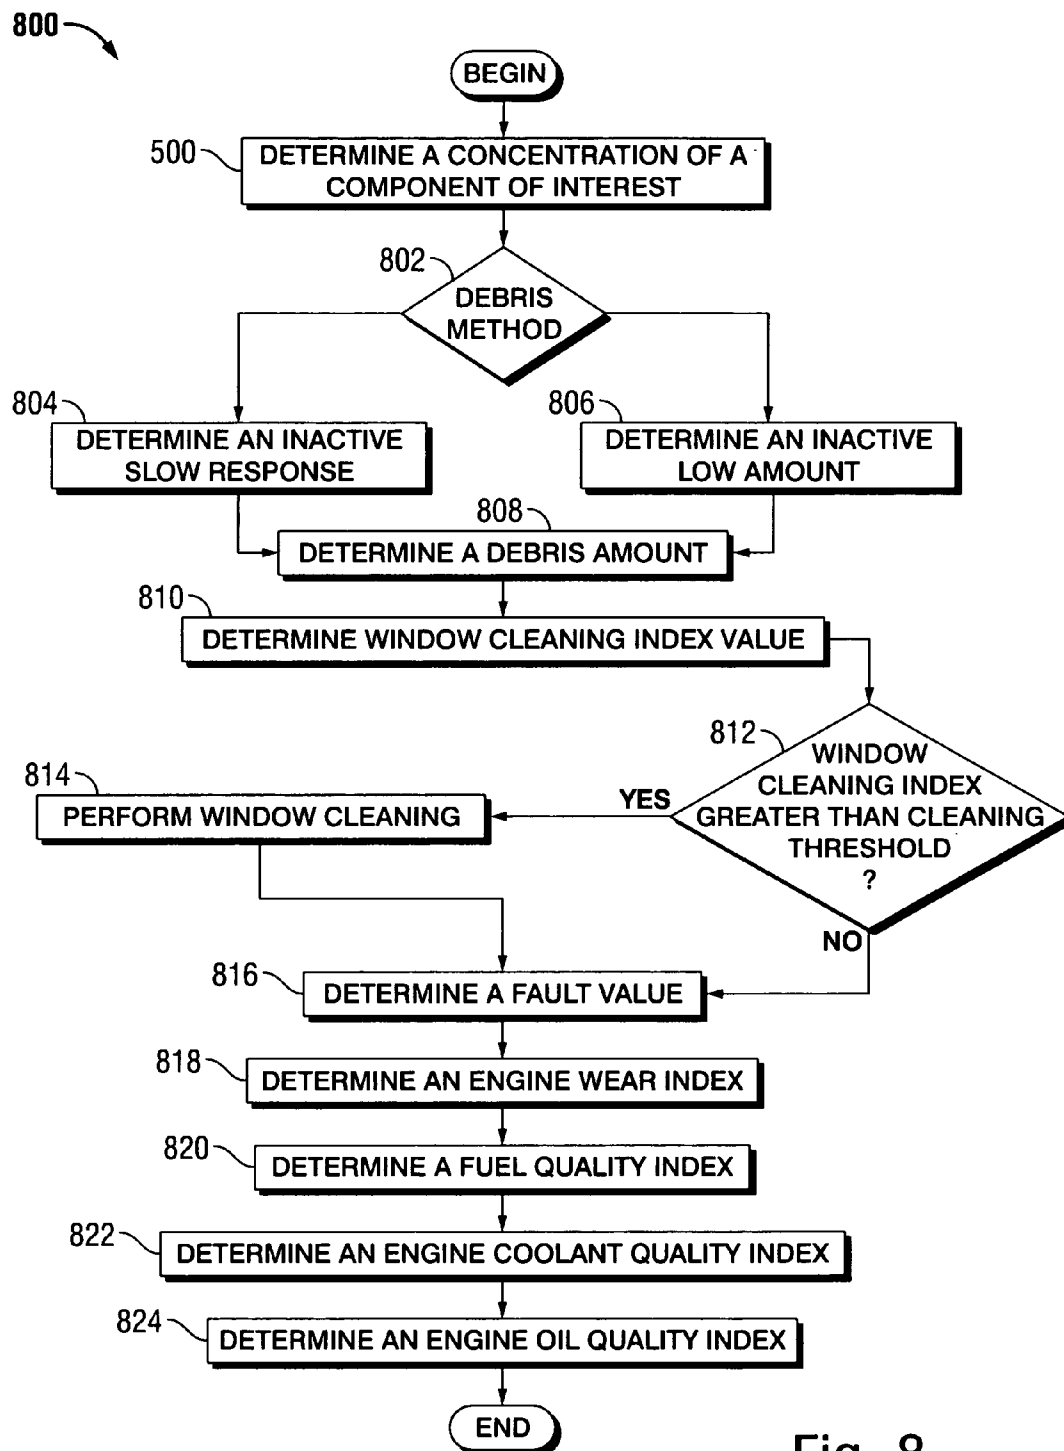 800
BEGIN
500
DETERMINE A CONCENTRATION OF A
COMPONENT OF INTEREST
802
DEBRIS
METHOD
804
DETERMINE AN INACTIVE
SLOW RESPONSE
806
DETERMINE AN INACTIVE
LOW AMOUNT
808
DETERMINE A DEBRIS AMOUNT
810
DETERMINE WINDOW CLEANING INDEX VALUE
812
WINDOW
CLEANING INDEX
GREATER THAN CLEANING
THRESHOLD
?
YES
814
PERFORM WINDOW CLEANING
NO
816
DETERMINE A FAULT VALUE
818
DETERMINE AN ENGINE WEAR INDEX
820
DETERMINE A FUEL QUALITY INDEX
822
DETERMINE AN ENGINE COOLANT QUALITY INDEX
824
DETERMINE AN ENGINE OIL QUALITY INDEX
END
Fig. 8